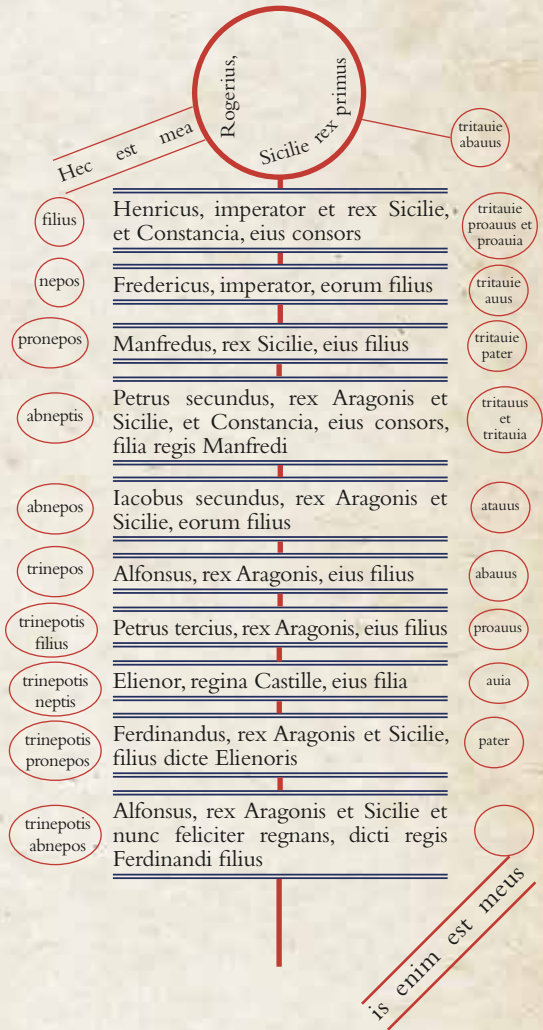 Rogerius,
Sicilie rex primus
Hec est mea
tritauie
abauus
filius
Henricus, imperator et rex Sicilie,
et Constancia, eius consors
tritauie
proauus et
proauia
nepos
Fredericus, imperator, eorum filius
tritauie
auus
pronepos
Manfredus, rex Sicilie, eius filius
tritauie
pater
abneptis
Petrus secundus, rex Aragonis et
Sicilie, et Constancia, eius consors,
filia regis Manfredi
tritauus
et
tritauia
abnepos
Iacobus secundus, rex Aragonis et
Sicilie, eorum filius
atauus
trinepos
Alfonsus, rex Aragonis, eius filius
abauus
trinepotis
filius
Petrus tercius, rex Aragonis, eius filius
proauus
trinepotis
neptis
Elienor, regina Castille, eius filia
auia
trinepotis
pronepos
Ferdinandus, rex Aragonis et Sicilie,
filius dicte Elienoris
pater
trinepotis
abnepos
Alfonsus, rex Aragonis et Sicilie et
nunc feliciter regnans, dicti regis
Ferdinandi filius
is enim est meus